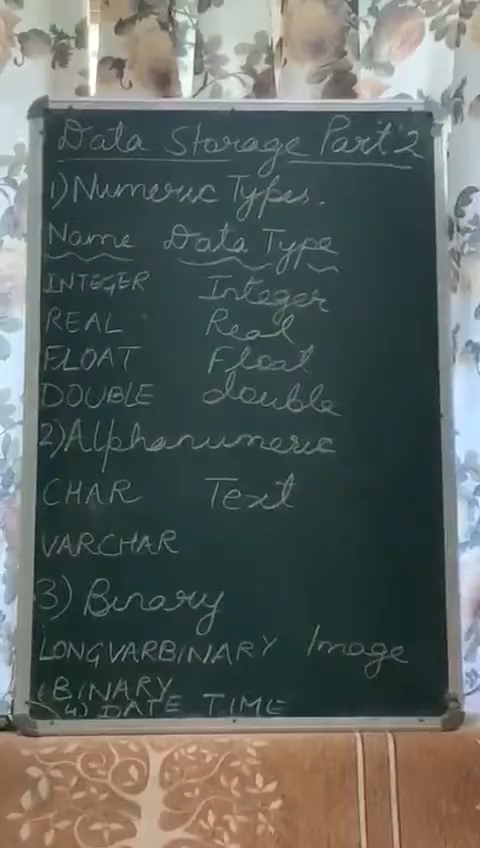 Data Storage Part 2
1) Numeric Types.
Name Data Type
INTEGER Integer
REAL Real
FLOAT Float
DOUBLE double
2) Alphanumeric
CHAR Text
VARCHAR
3) Binary
LONGVARBINARY Image
BINARY
4) DATE TIME